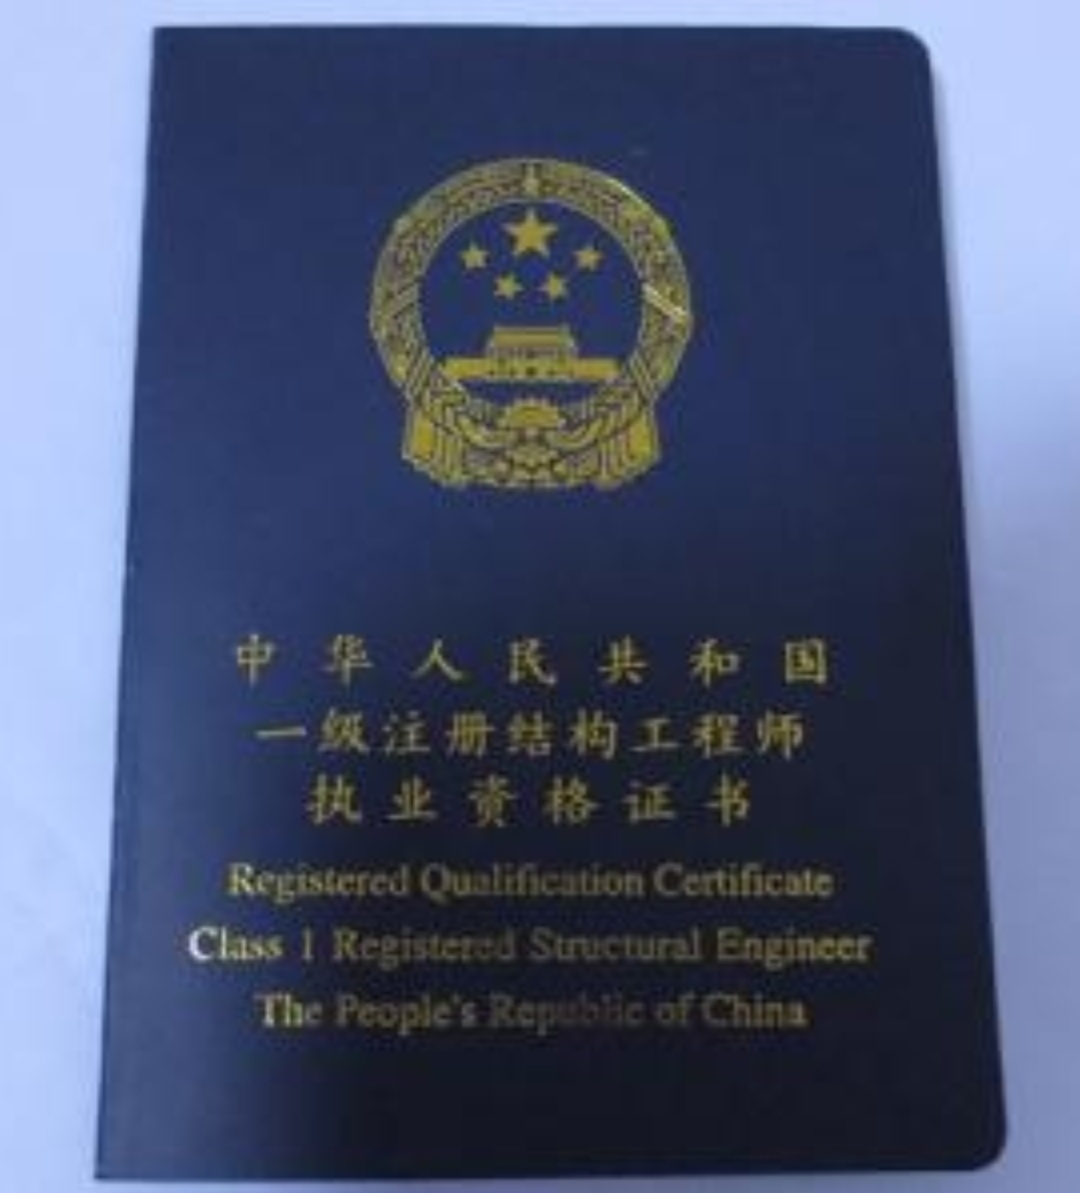 中华人民共和国
一级注册结构工程师
执业资格证书
Registered Qualification Certificate
Class 1 Registered Structural Engineer
The People's Republic of China